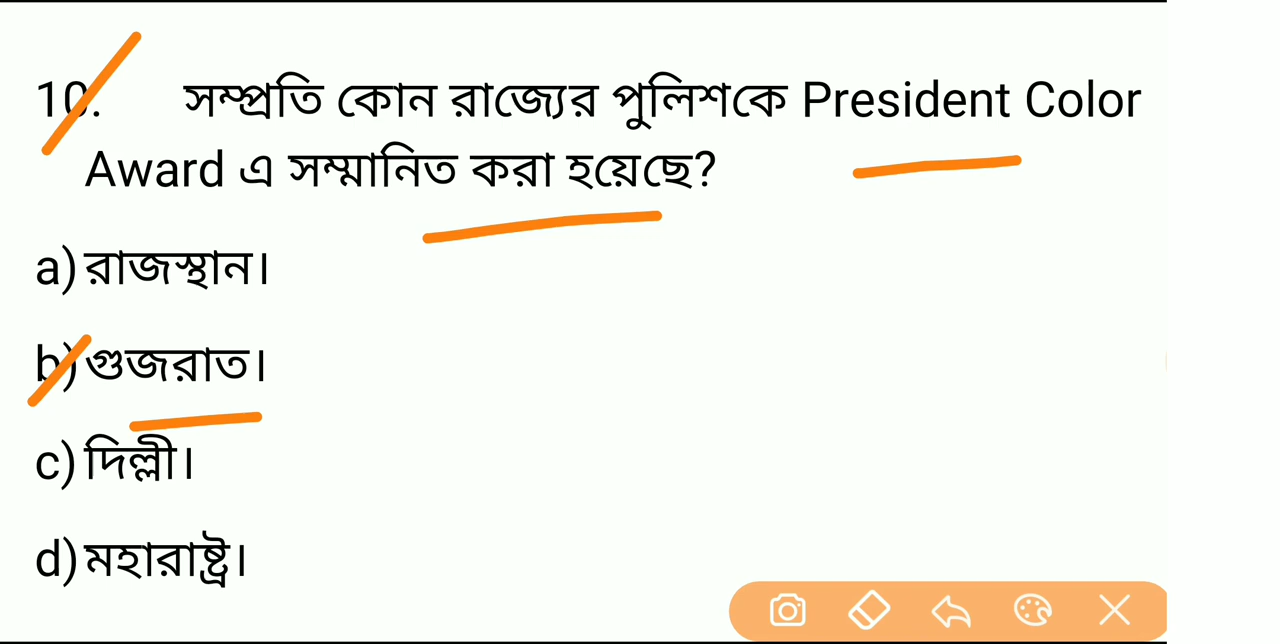 10. সম্প্রতি কোন রাজ্যের পুলিশকে President Color
Award এ সম্মানিত করা হয়েছে?
a) রাজস্থান।
b) গুজরাত।
c) দিল্লী।
d) মহারাষ্ট্র।